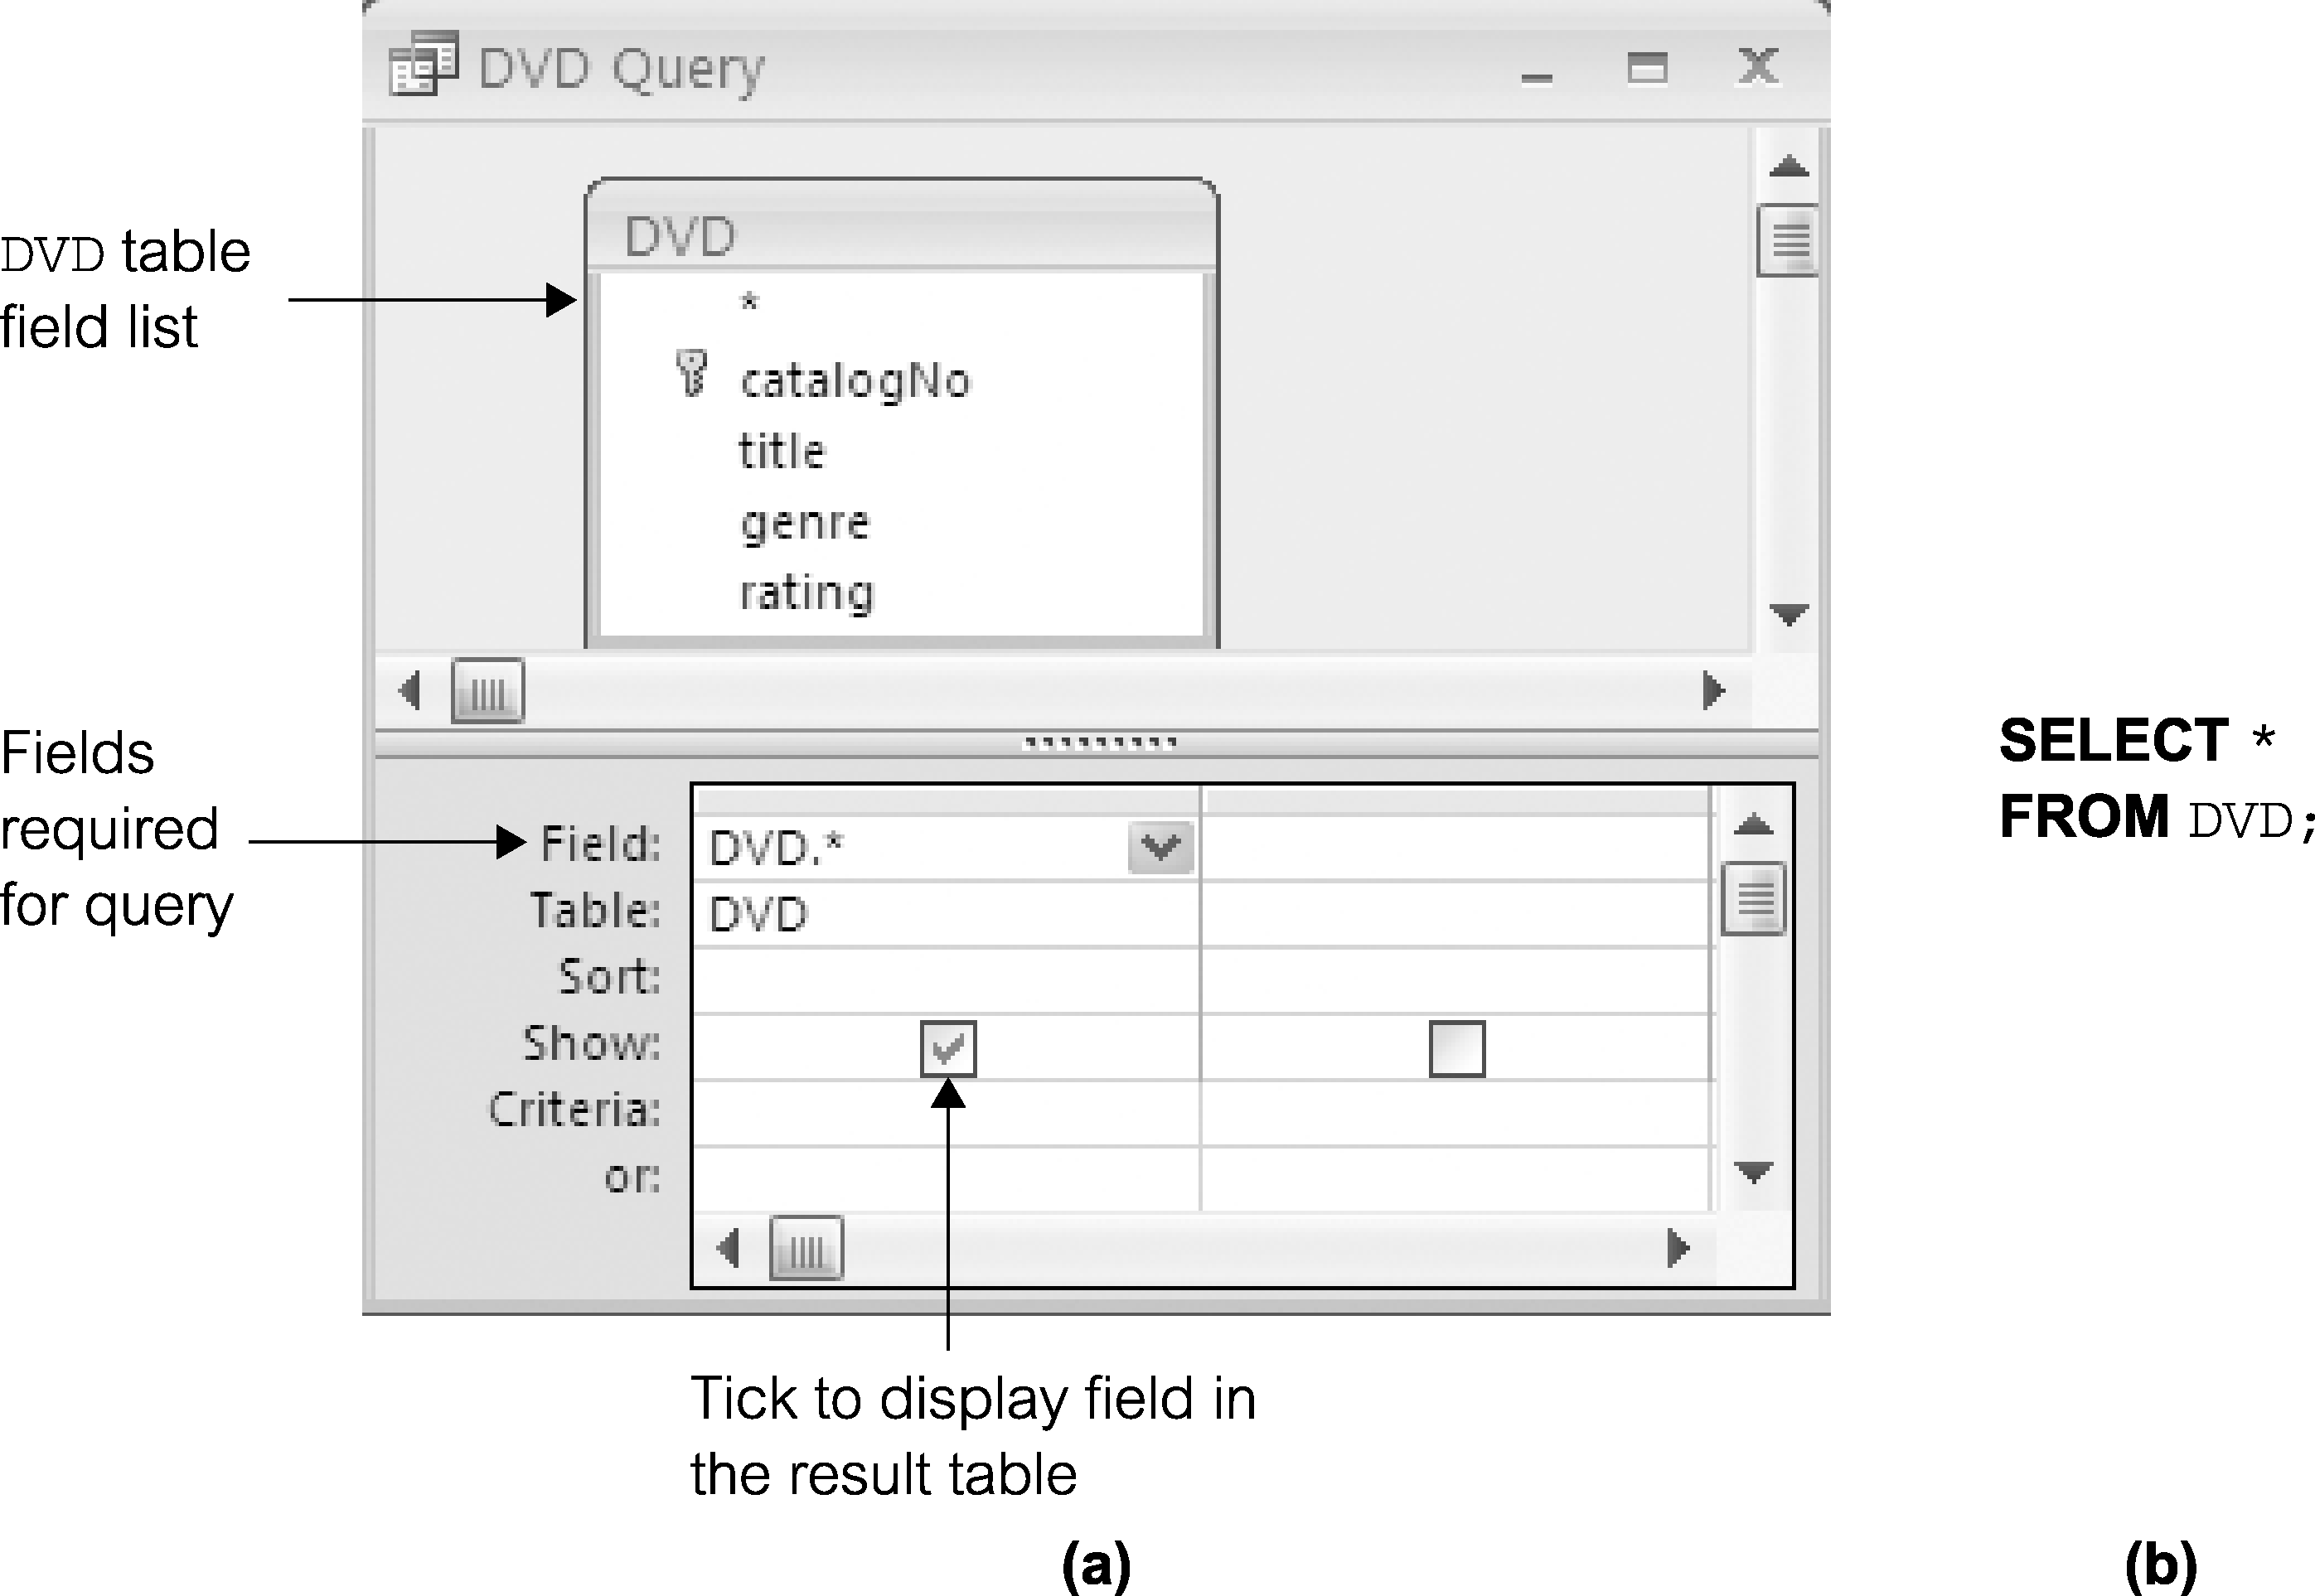 DVD Query
DVD
DVD table
field list
*
catalogNo
title
genre
rating
Fields
required
for query
Field: DVD.*
Table: DVD
Sort:
Show:
Criteria:
or:
SELECT *
FROM DVD;
Tick to display field in
the result table
(a)
(b)